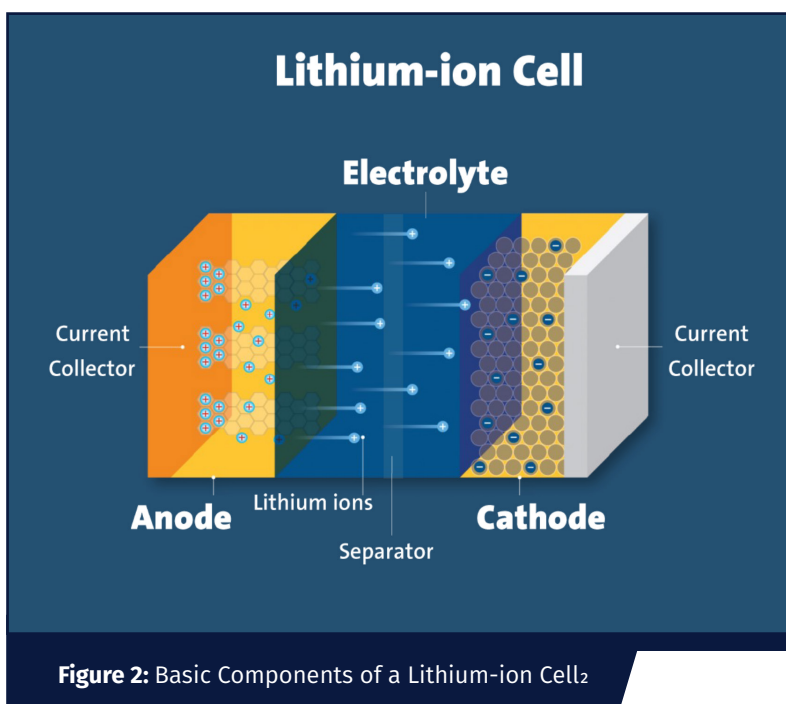 Lithium-ion Cell
Electrolyte
Current
Collector
Current
Collector
Lithium ions
Anode
Cathode
Separator
Figure 2: Basic Components of a Lithium-ion Cell₂